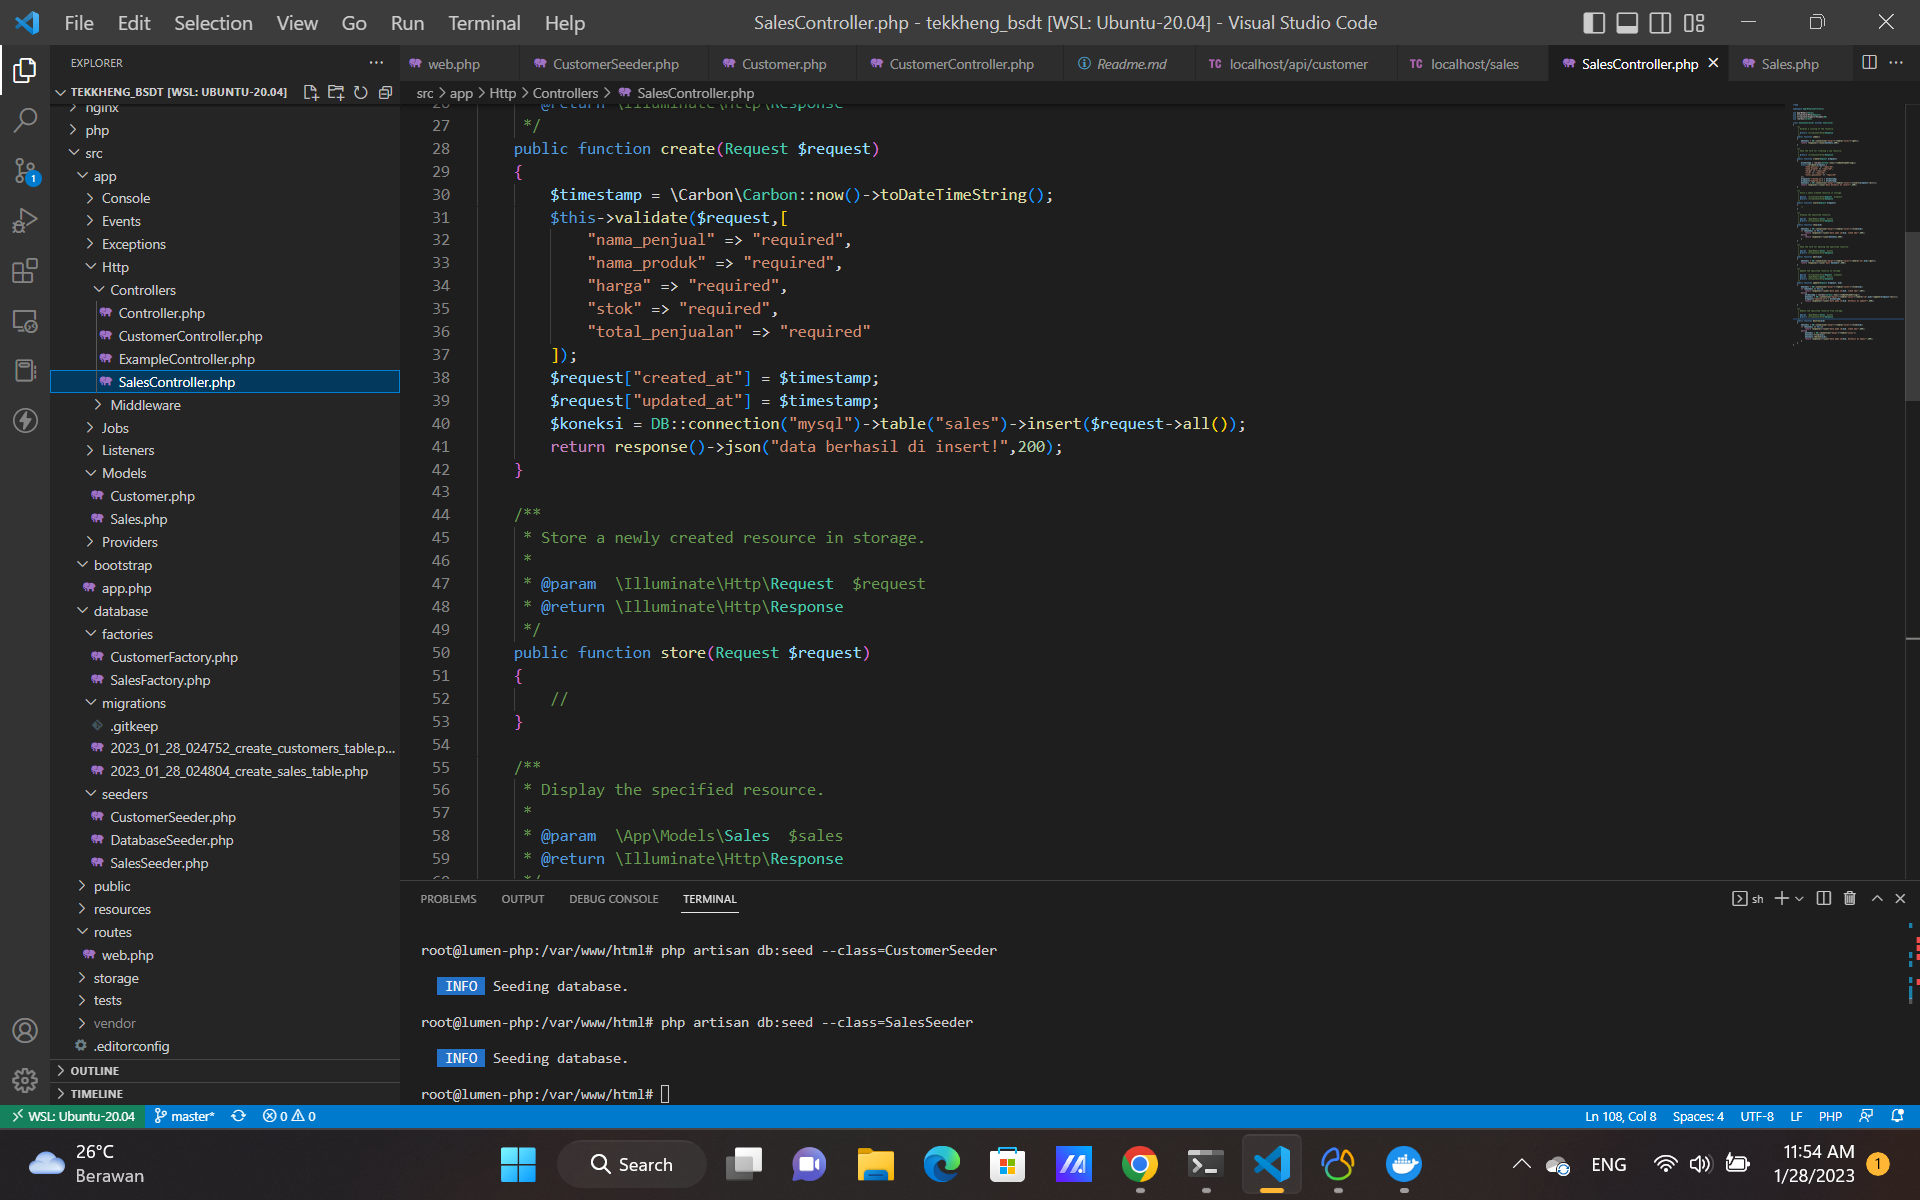 File Edit Selection View Go Run Terminal Help
SalesController.php - tekkheng_bsdt [WSL: Ubuntu-20.04] - Visual Studio Code
EXPLORER
web.php CustomerSeeder.php Customer.php CustomerController.php Readme.md TC localhost/api/customer TC localhost/sales SalesController.php Sales.php
TEKKHENG_BSDT [WSL: UBUNTU-20.04]
src > app > Http > Controllers > SalesController.php
nginx
php
src
app
Console
Events
Exceptions
Http
Controllers
Controller.php
CustomerController.php
ExampleController.php
SalesController.php
Middleware
Jobs
Listeners
Models
Customer.php
Sales.php
Providers
bootstrap
app.php
database
factories
CustomerFactory.php
SalesFactory.php
migrations
.gitkeep
2023_01_28_024752_create_customers_table.p...
2023_01_28_024804_create_sales_table.php
seeders
CustomerSeeder.php
DatabaseSeeder.php
SalesSeeder.php
public
resources
routes
web.php
storage
tests
vendor
.editorconfig
OUTLINE
TIMELINE
26 * @return \Illuminate\Http\Response
27 */
28 public function create(Request $request)
29 {
30 $timestamp = \Carbon\Carbon::now()->toDateTimeString();
31 $this->validate($request,[
32 "nama_penjual" => "required",
33 "nama_produk" => "required",
34 "harga" => "required",
35 "stok" => "required",
36 "total_penjualan" => "required"
37 ]);
38 $request["created_at"] = $timestamp;
39 $request["updated_at"] = $timestamp;
40 $koneksi = DB::connection("mysql")->table("sales")->insert($request->all());
41 return response()->json("data berhasil di insert!",200);
42 }
43
44 /**
45 * Store a newly created resource in storage.
46 *
47 * @param \Illuminate\Http\Request $request
48 * @return \Illuminate\Http\Response
49 */
50 public function store(Request $request)
51 {
52 //
53 }
54
55 /**
56 * Display the specified resource.
57 *
58 * @param \App\Models\Sales $sales
59 * @return \Illuminate\Http\Response
60 */
PROBLEMS OUTPUT DEBUG CONSOLE TERMINAL
sh
root@lumen-php:/var/www/html# php artisan db:seed --class=CustomerSeeder
INFO Seeding database.
root@lumen-php:/var/www/html# php artisan db:seed --class=SalesSeeder
INFO Seeding database.
root@lumen-php:/var/www/html#
WSL: Ubuntu-20.04 master* 0 0 Ln 108, Col 8 Spaces: 4 UTF-8 LF PHP
26°C
Berawan
Search
ENG
11:54 AM
1/28/2023
1